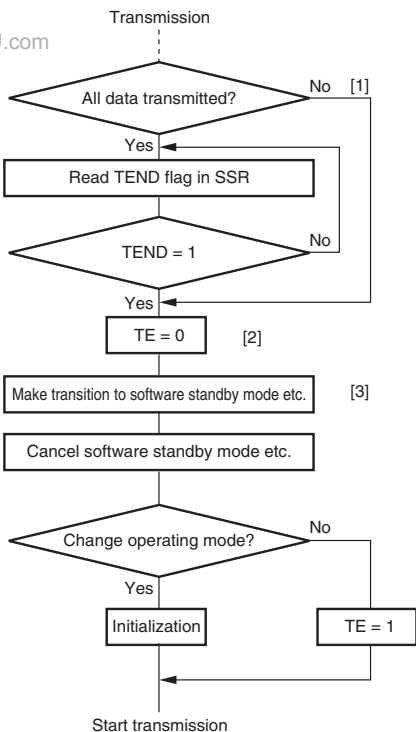 Transmission
J.com
All data transmitted?
No [1]
Yes
Read TEND flag in SSR
TEND = 1
No
Yes
TE = 0 [2]
Make transition to software standby mode etc. [3]
Cancel software standby mode etc.
Change operating mode?
No
Yes
Initialization
TE = 1
Start transmission